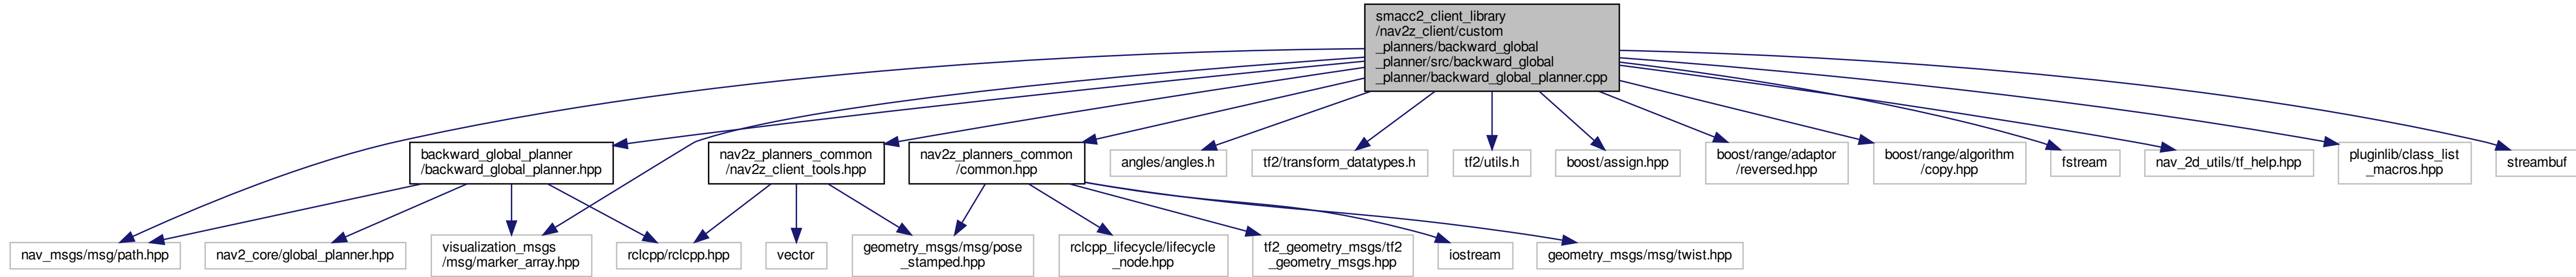 smacc2_client_library
/nav2z_client/custom
_planners/backward_global
_planner/src/backward_global
_planner/backward_global_planner.cpp
backward_global_planner
/backward_global_planner.hpp
nav2z_planners_common
/nav2z_client_tools.hpp
nav2z_planners_common
/common.hpp
angles/angles.h
tf2/transform_datatypes.h
tf2/utils.h
boost/assign.hpp
boost/range/adaptor
/reversed.hpp
boost/range/algorithm
/copy.hpp
fstream
nav_2d_utils/tf_help.hpp
pluginlib/class_list
_macros.hpp
streambuf
nav_msgs/msg/path.hpp
nav2_core/global_planner.hpp
visualization_msgs
/msg/marker_array.hpp
rclcpp/rclcpp.hpp
vector
geometry_msgs/msg/pose
_stamped.hpp
rclcpp_lifecycle/lifecycle
_node.hpp
tf2_geometry_msgs/tf2
_geometry_msgs.hpp
iostream
geometry_msgs/msg/twist.hpp